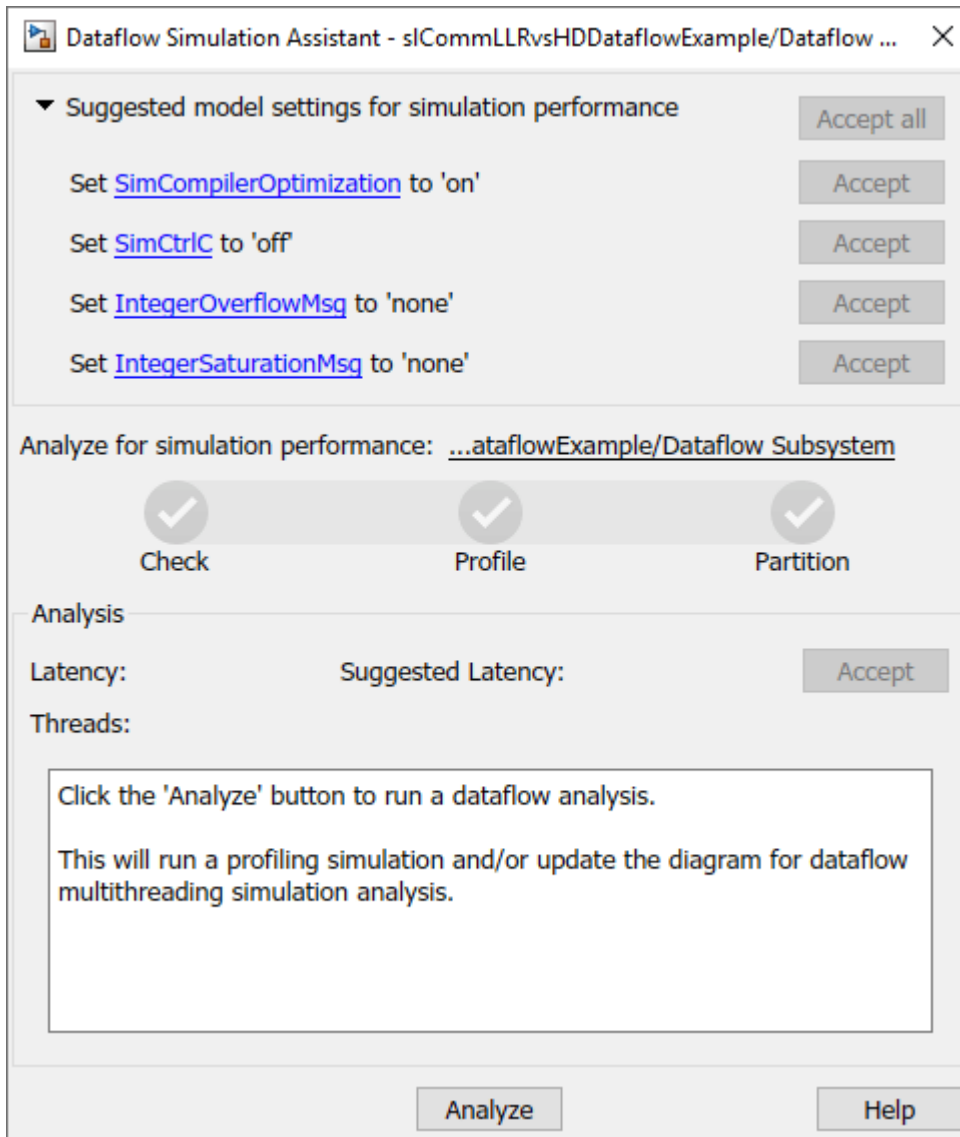 Dataflow Simulation Assistant - slCommLLRvsHDDataflowExample/Dataflow ...
Suggested model settings for simulation performance
Accept all
Set SimCompilerOptimization to 'on'
Accept
Set SimCtrlC to 'off'
Accept
Set IntegerOverflowMsg to 'none'
Accept
Set IntegerSaturationMsg to 'none'
Accept
Analyze for simulation performance: ...ataflowExample/Dataflow Subsystem
Check
Profile
Partition
Analysis
Latency:
Suggested Latency:
Accept
Threads:
Click the 'Analyze' button to run a dataflow analysis.
This will run a profiling simulation and/or update the diagram for dataflow
multithreading simulation analysis.
Analyze
Help